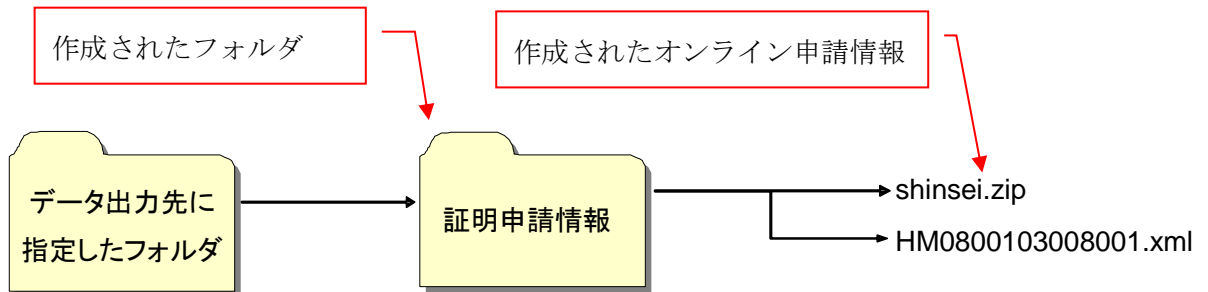 作成されたフォルダ
作成されたオンライン申請情報
データ出力先に
指定したフォルダ
証明申請情報
shinsei.zip
HM0800103008001.xml